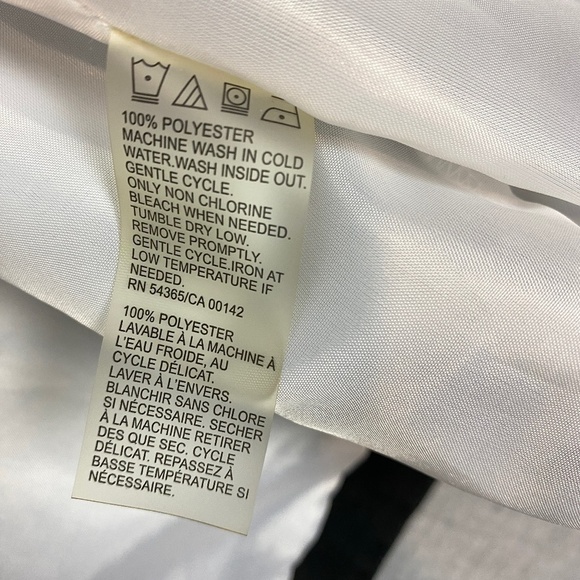 100% POLYESTER
MACHINE WASH IN COLD
WATER.WASH INSIDE OUT.
GENTLE CYCLE.
ONLY NON CHLORINE
BLEACH WHEN NEEDED.
TUMBLE DRY LOW.
REMOVE PROMPTLY.
GENTLE CYCLE.IRON AT
LOW TEMPERATURE IF
NEEDED.
RN 54365/CA 00142
100% POLYESTER
LAVABLE À LA MACHINE À
L'EAU FROIDE, AU
CYCLE DÉLICAT.
LAVER À L'ENVERS.
BLANCHIR SANS CHLORE
SI NÉCESSAIRE. SECHER
À LA MACHINE RETIRER
DES QUE SEC. CYCLE
DÉLICAT. REPASSEZ À
BASSE TEMPÉRATURE SI
NÉCESSAIRE.